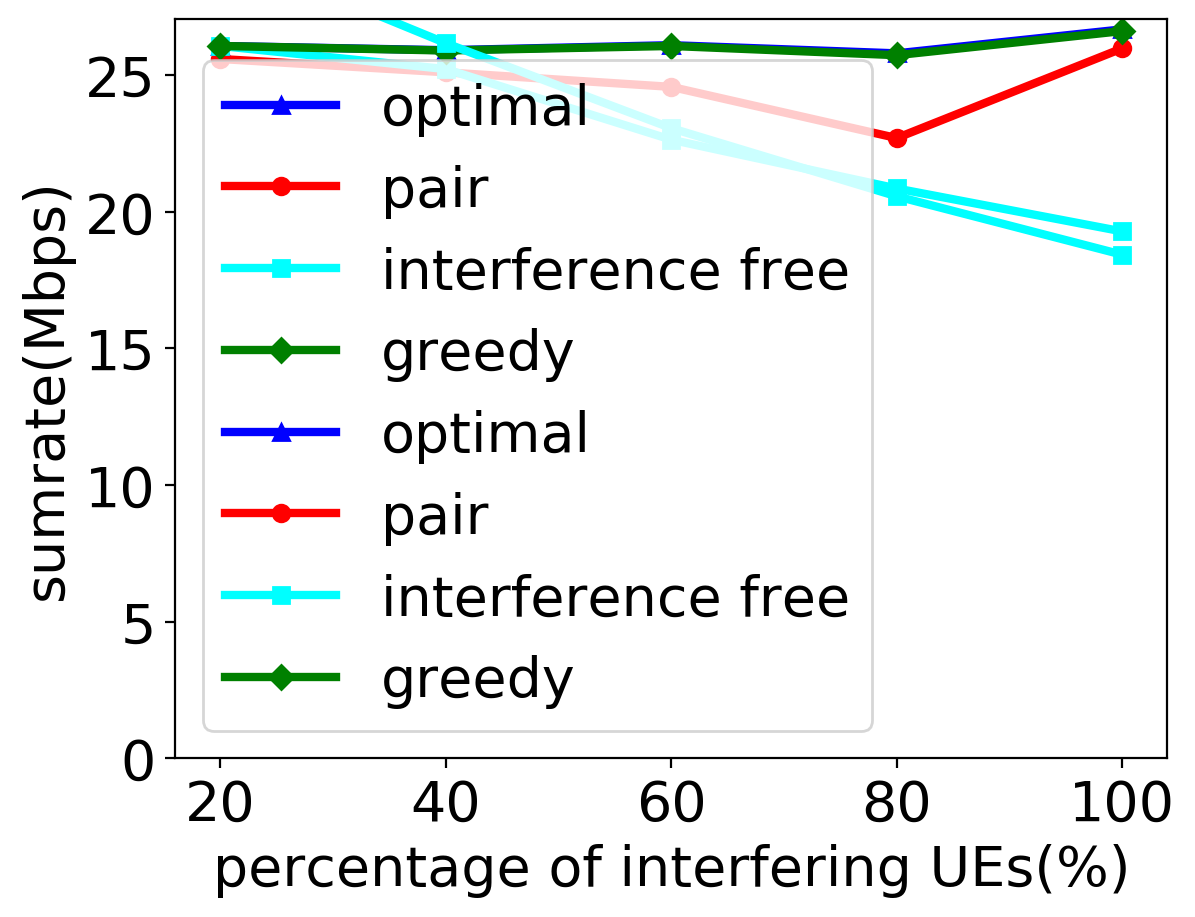 25
20
15
10
5
0
sumrate(Mbps)
optimal
pair
interference free
greedy
optimal
pair
interference free
greedy
20 40 60 80 100
percentage of interfering UEs(%)